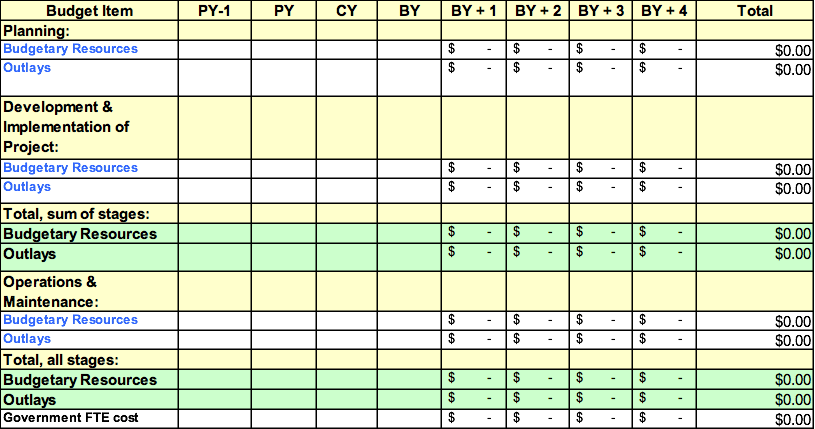 Budget Item PY-1 PY CY BY BY + 1 BY + 2 BY + 3 BY + 4 Total
Planning:
Budgetary Resources $ - $ - $ - $ - $0.00
Outlays $ - $ - $ - $ - $0.00
Development &
Implementation of
Project:
Budgetary Resources $ - $ - $ - $ - $0.00
Outlays $ - $ - $ - $ - $0.00
Total, sum of stages:
Budgetary Resources $ - $ - $ - $ - $0.00
Outlays $ - $ - $ - $ - $0.00
Operations &
Maintenance:
Budgetary Resources $ - $ - $ - $ - $0.00
Outlays $ - $ - $ - $ - $0.00
Total, all stages:
Budgetary Resources $ - $ - $ - $ - $0.00
Outlays $ - $ - $ - $ - $0.00
Government FTE cost $ - $ - $ - $ - $0.00